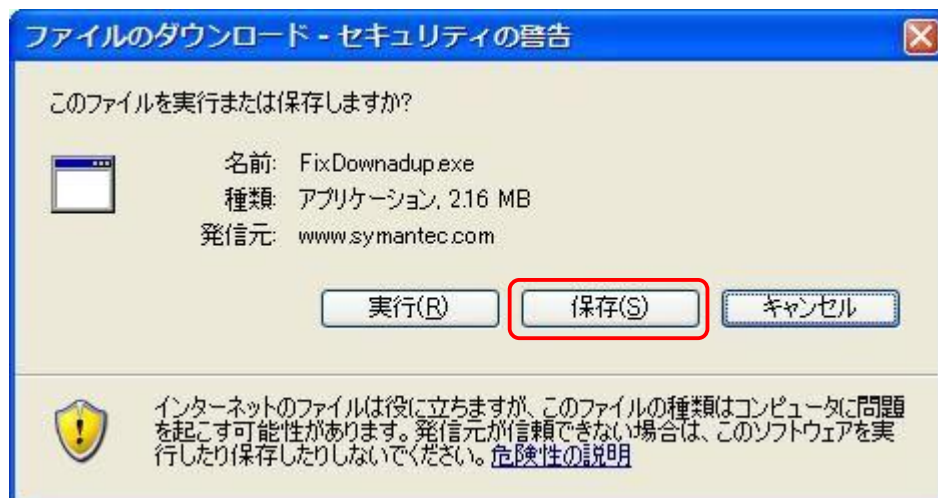 ファイルのダウンロード - セキュリティの警告
このファイルを実行または保存しますか?
名前: FixDownadup.exe
種類: アプリケーション, 2.16 MB
発信元: www.symantec.com
実行(R) 保存(S) キャンセル
インターネットのファイルは役に立ちますが、このファイルの種類はコンピュータに問題
を起こす可能性があります。発信元が信頼できない場合は、このソフトウェアを実
行したり保存したりしないでください。危険性の説明